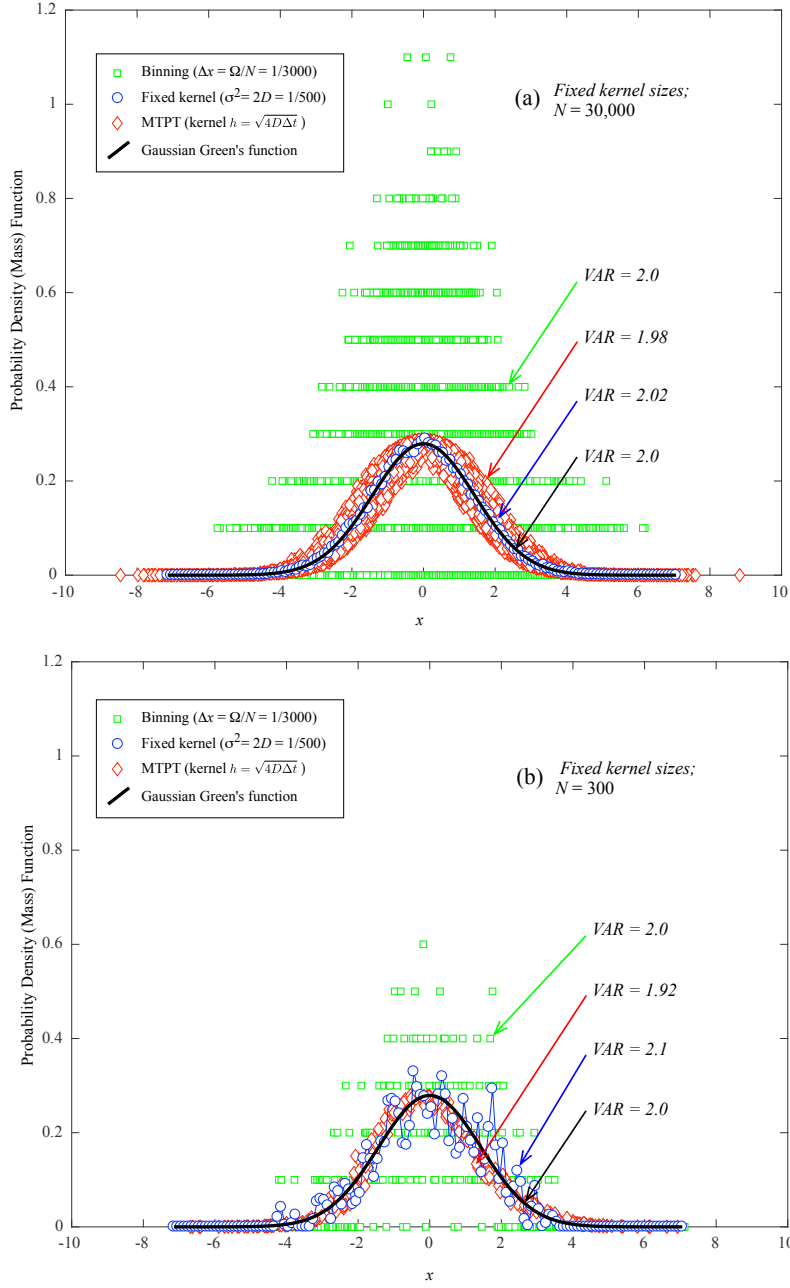 1.2
1
0.8
0.6
0.4
0.2
0
Probability Density (Mass) Function
Binning (Δx = Ω/N = 1/3000)
Fixed kernel (σ²= 2D = 1/500)
MTPT (kernel h = √4DΔt )
Gaussian Green's function
(a) Fixed kernel sizes;
N = 30,000
VAR = 2.0
VAR = 1.98
VAR = 2.02
VAR = 2.0
-10 -8 -6 -4 -2 0 2 4 6 8 10
x
1.2
1
0.8
0.6
0.4
0.2
0
Probability Density (Mass) Function
Binning (Δx = Ω/N = 1/3000)
Fixed kernel (σ²= 2D = 1/500)
MTPT (kernel h = √4DΔt )
Gaussian Green's function
(b) Fixed kernel sizes;
N = 300
VAR = 2.0
VAR = 1.92
VAR = 2.1
VAR = 2.0
-10 -8 -6 -4 -2 0 2 4 6 8 10
x